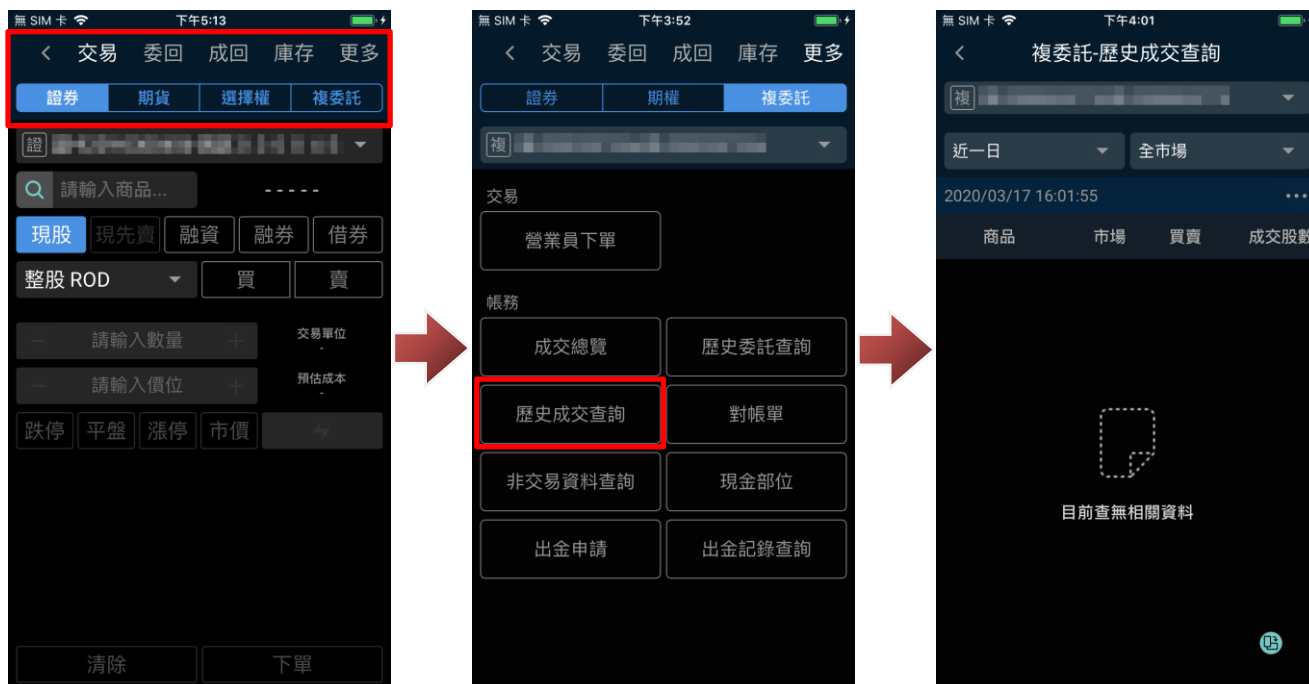 無 SIM 卡 下午5:13
交易 委回 成回 庫存 更多
證券 期貨 選擇權 複委託
證
請輸入商品... - - - - -
現股 現先賣 融資 融券 借券
整股 ROD 買 賣
請輸入數量 交易單位
-
請輸入價位 預估成本
-
跌停 平盤 漲停 市價
清除 下單
無 SIM 卡 下午3:52
交易 委回 成回 庫存 更多
證券 期權 複委託
複
交易
營業員下單
帳務
成交總覽 歷史委託查詢
歷史成交查詢 對帳單
非交易資料查詢 現金部位
出金申請 出金記錄查詢
無 SIM 卡 下午4:01
複委託-歷史成交查詢
複
近一日 全市場
2020/03/17 16:01:55
商品 市場 買賣 成交股數
目前查無相關資料